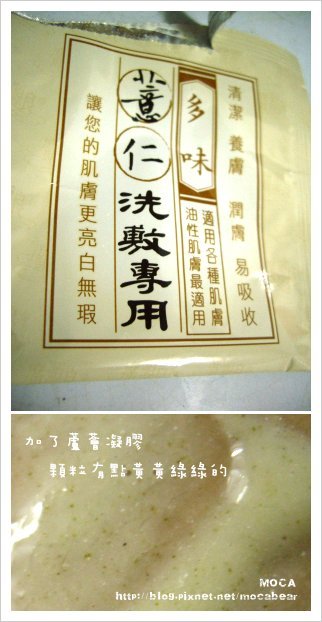 清潔 養膚 潤膚 易吸收
多味
適用各種肌膚
油性肌膚最適用
薏仁洗敷專用
讓您的肌膚更亮白無瑕
加了蘆薈凝膠
顆粒有點黃黃綠綠的
MOCA
http://blog.pixnet.net/mocabear